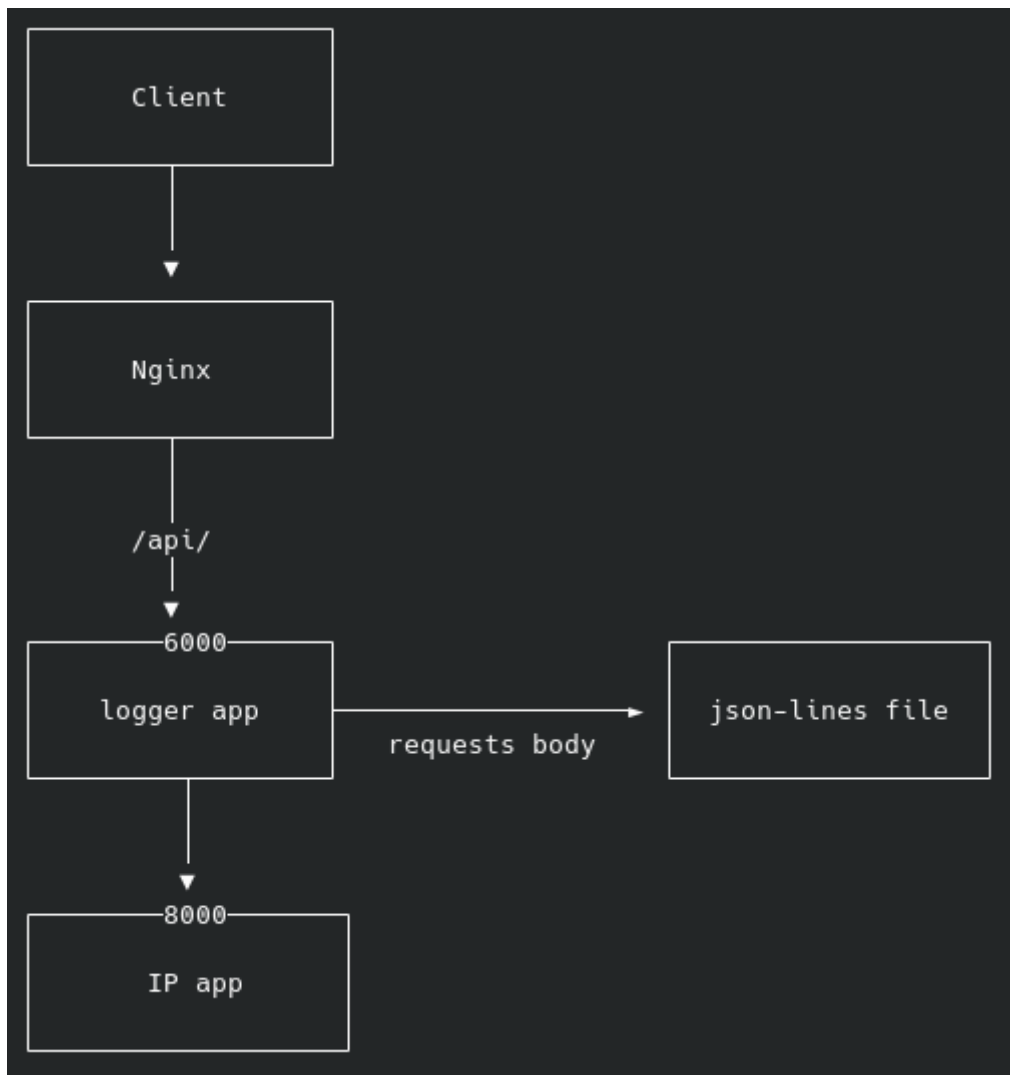 Client
Nginx
/api/
6000
logger app
json-lines file
requests body
8000
IP app